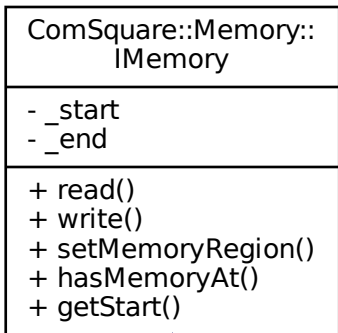 ComSquare::Memory::
IMemory
- _start
- _end
+ read()
+ write()
+ setMemoryRegion()
+ hasMemoryAt()
+ getStart()